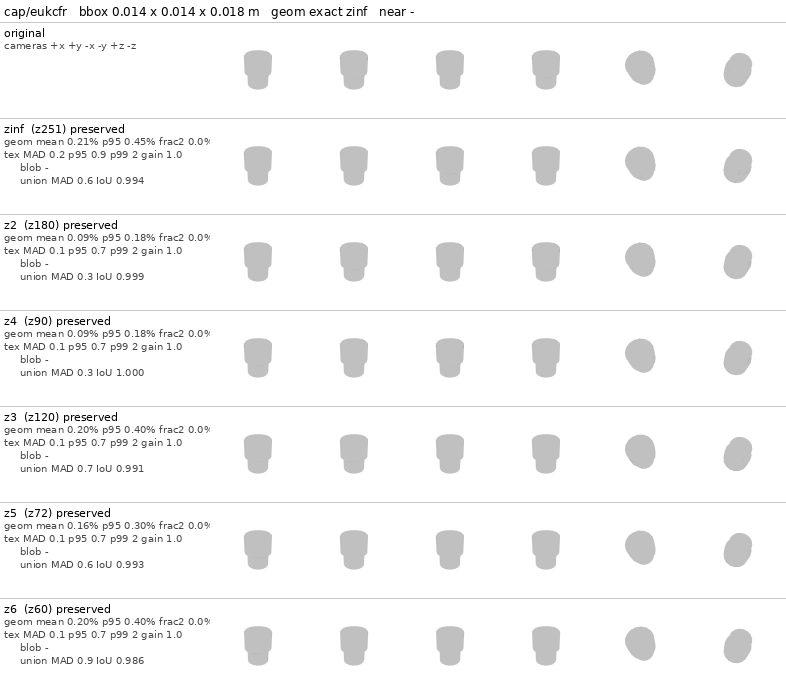 cap/eukcfr bbox 0.014 x 0.014 x 0.018 m geom exact zinf near -
original
cameras +x +y -x -y +z -z
zinf (z251) preserved
geom mean 0.21% p95 0.45% frac2 0.0%
tex MAD 0.2 p95 0.9 p99 2 gain 1.0
blob -
union MAD 0.6 IoU 0.994
z2 (z180) preserved
geom mean 0.09% p95 0.18% frac2 0.0%
tex MAD 0.1 p95 0.7 p99 2 gain 1.0
blob -
union MAD 0.3 IoU 0.999
z4 (z90) preserved
geom mean 0.09% p95 0.18% frac2 0.0%
tex MAD 0.1 p95 0.7 p99 2 gain 1.0
blob -
union MAD 0.3 IoU 1.000
z3 (z120) preserved
geom mean 0.20% p95 0.40% frac2 0.0%
tex MAD 0.1 p95 0.7 p99 2 gain 1.0
blob -
union MAD 0.7 IoU 0.991
z5 (z72) preserved
geom mean 0.16% p95 0.30% frac2 0.0%
tex MAD 0.1 p95 0.7 p99 2 gain 1.0
blob -
union MAD 0.6 IoU 0.993
z6 (z60) preserved
geom mean 0.20% p95 0.40% frac2 0.0%
tex MAD 0.1 p95 0.7 p99 2 gain 1.0
blob -
union MAD 0.9 IoU 0.986